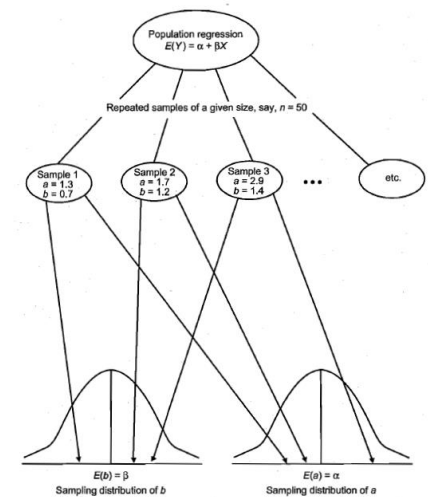 Population regression
E(Y) = α + βX
Repeated samples of a given size, say, n = 50
Sample 1
a = 1.3
b = 0.7
Sample 2
a = 1.7
b = 1.2
Sample 3
a = 2.9
b = 1.4
•••
etc.
E(b) = β
Sampling distribution of b
E(a) = α
Sampling distribution of a